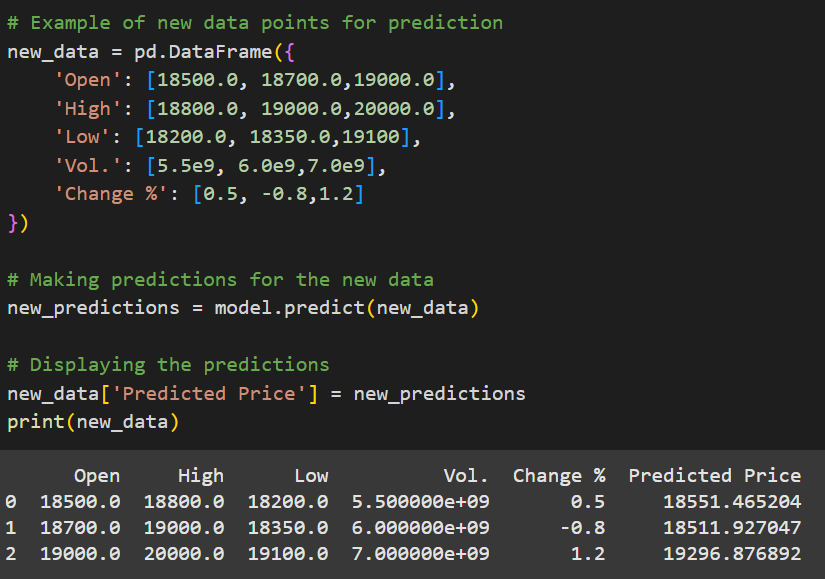 # Example of new data points for prediction
new_data = pd.DataFrame({
    'Open': [18500.0, 18700.0,19000.0],
    'High': [18800.0, 19000.0,20000.0],
    'Low': [18200.0, 18350.0,19100],
    'Vol.': [5.5e9, 6.0e9,7.0e9],
    'Change %': [0.5, -0.8,1.2]
})
# Making predictions for the new data
new_predictions = model.predict(new_data)
# Displaying the predictions
new_data['Predicted Price'] = new_predictions
print(new_data)
      Open     High      Low          Vol.  Change %  Predicted Price
0  18500.0  18800.0  18200.0  5.500000e+09       0.5     18551.465204
1  18700.0  19000.0  18350.0  6.000000e+09      -0.8     18511.927047
2  19000.0  20000.0  19100.0  7.000000e+09       1.2     19296.876892